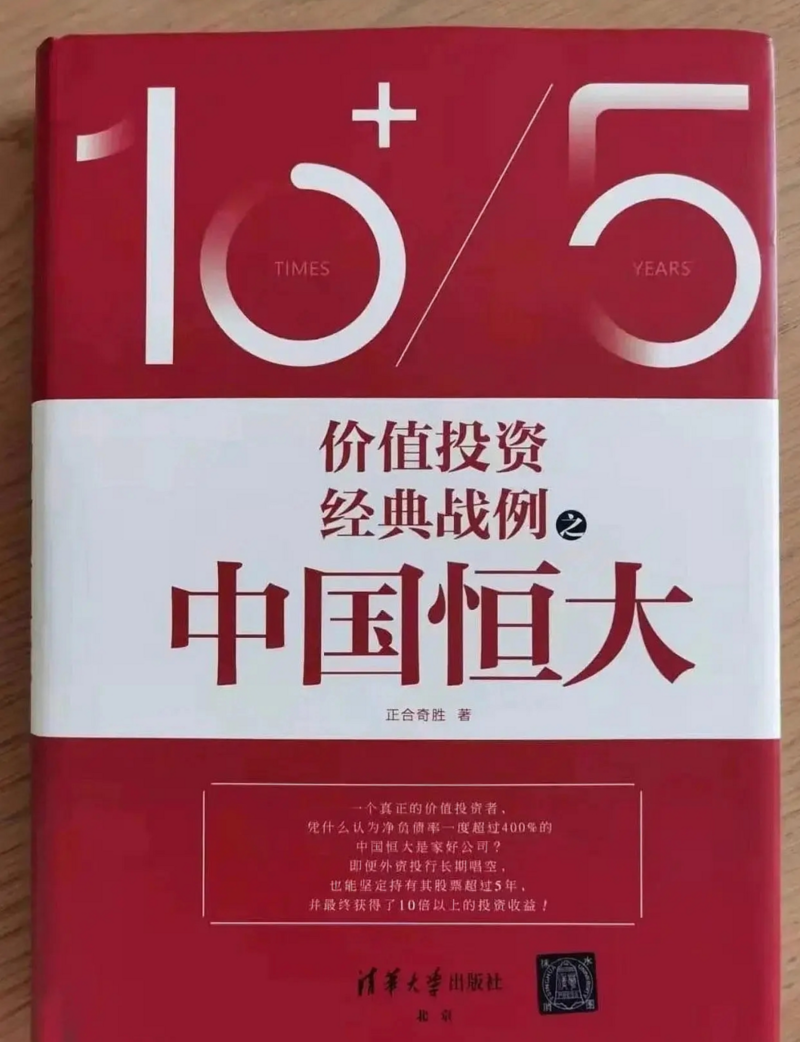 10+/5
TIMES
YEARS
价值投资
经典战例之
中国恒大
正合奇胜 著
一个真正的价值投资者，
凭什么认为净负债率一度超过400%的
中国恒大是家好公司？
即便外资投行长期唱空，
也能坚定持有其股票超过5年，
并最终获得了10倍以上的投资收益！
清华大学出版社
北京